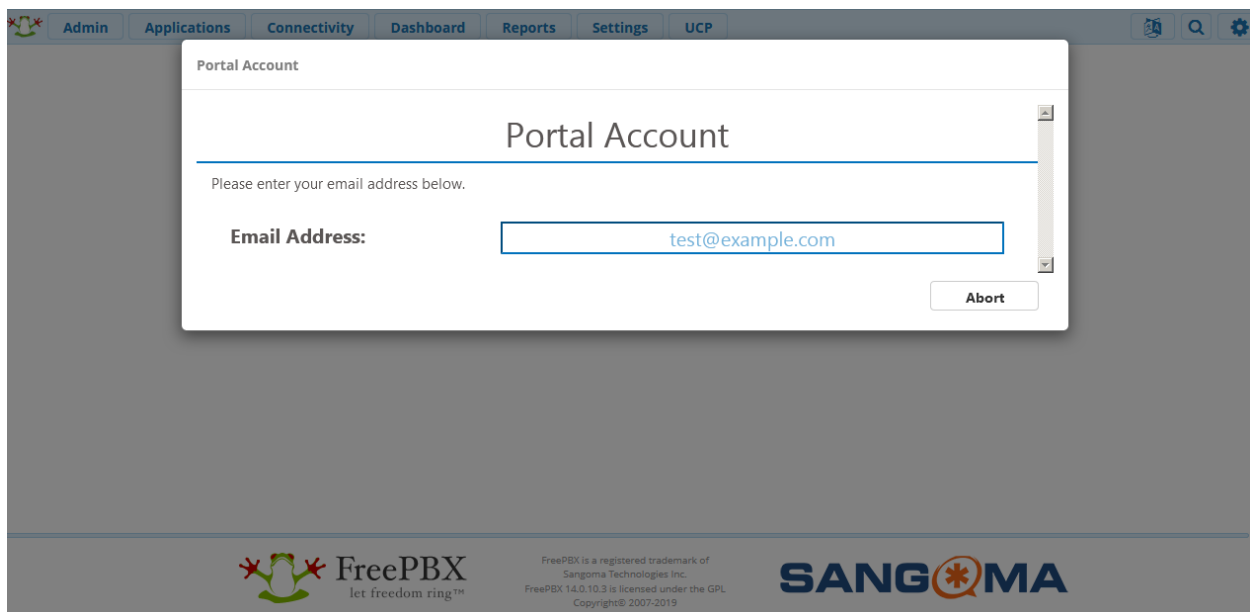 Admin Applications Connectivity Dashboard Reports Settings UCP
Portal Account
Portal Account
Please enter your email address below.
Email Address: test@example.com
Abort
FreePBX
let freedom ring™
FreePBX is a registered trademark of
Sangoma Technologies Inc.
FreePBX 14.0.10.3 is licensed under the GPL
Copyright© 2007-2019
SANGOMA